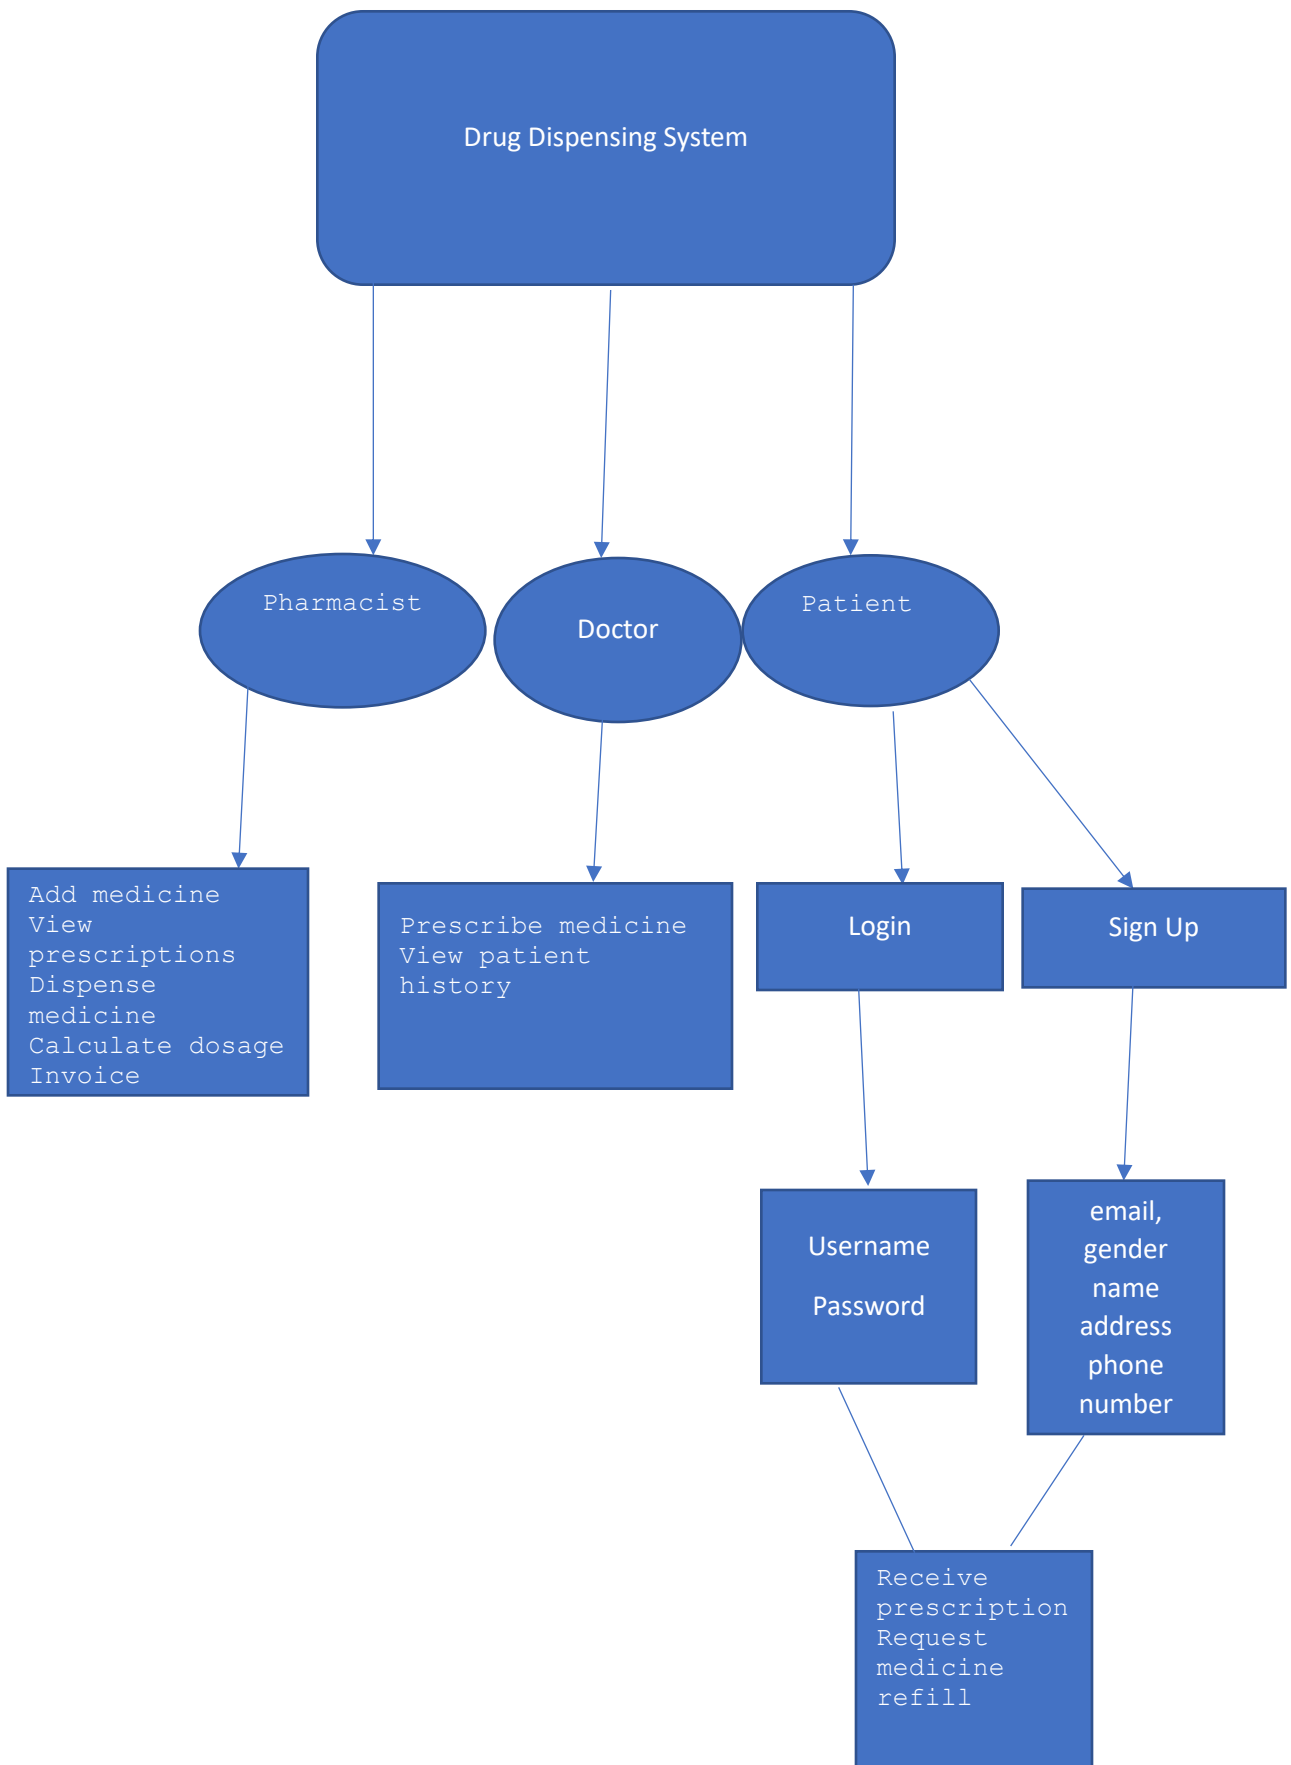 Drug Dispensing System
Pharmacist
Doctor
Patient
Add medicine
View
prescriptions
Dispense
medicine
Calculate dosage
Invoice
Prescribe medicine
View patient
history
Login
Sign Up
Username
Password
email,
gender
name
address
phone
number
Receive
prescription
Request
medicine
refill